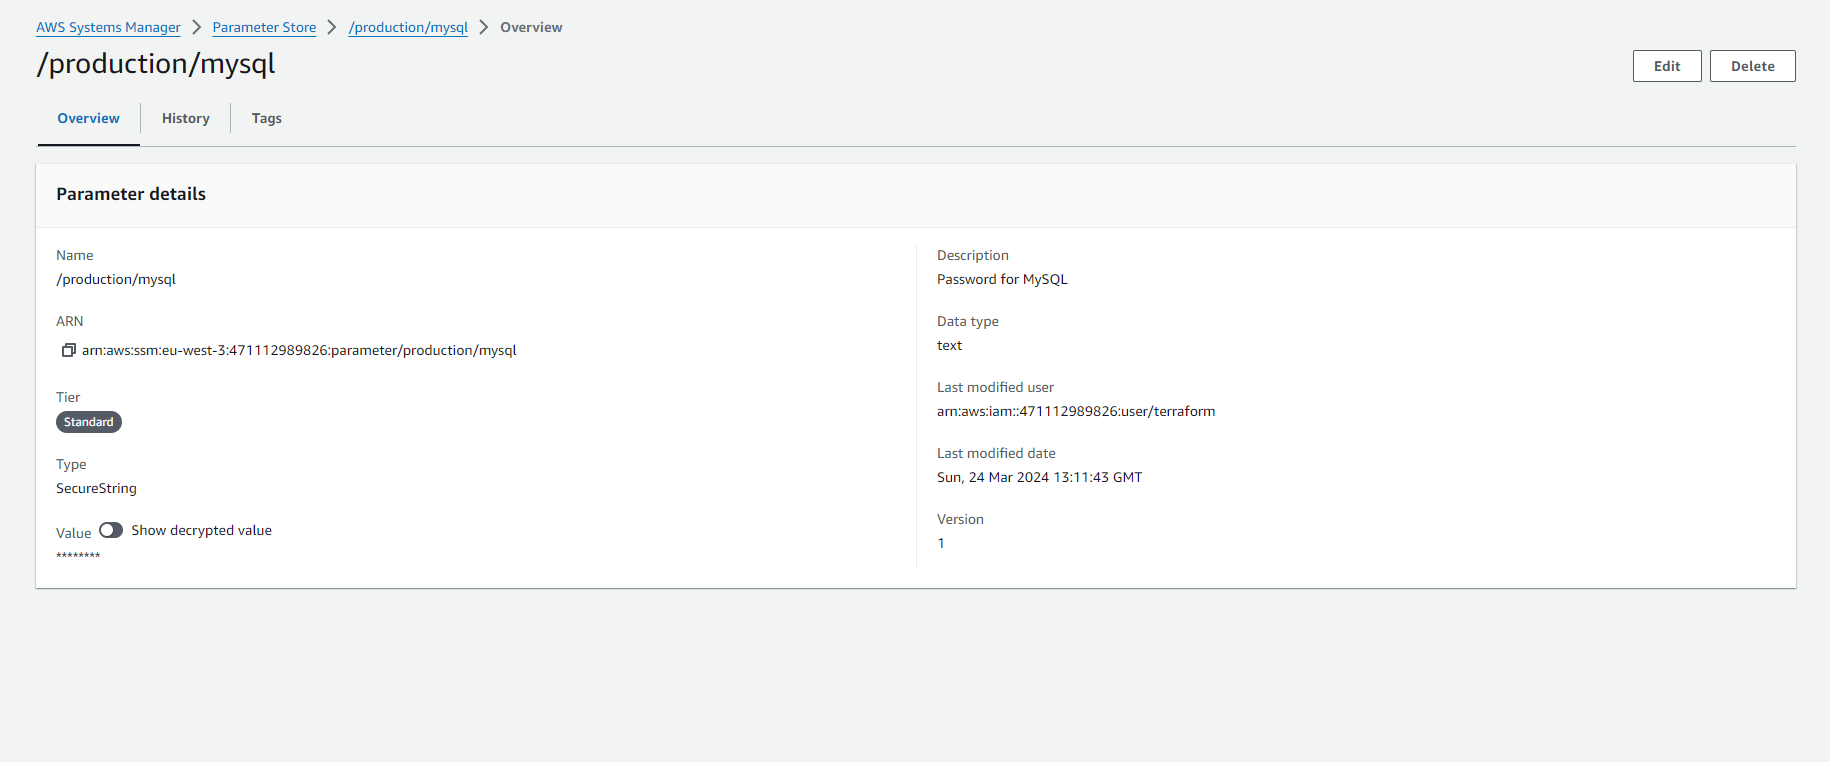 AWS Systems Manager > Parameter Store > /production/mysql > Overview
/production/mysql
Edit
Delete
Overview
History
Tags
Parameter details
Name
/production/mysql
ARN
arn:aws:ssm:eu-west-3:471112989826:parameter/production/mysql
Tier
Standard
Type
SecureString
Value Show decrypted value
********
Description
Password for MySQL
Data type
text
Last modified user
arn:aws:iam::471112989826:user/terraform
Last modified date
Sun, 24 Mar 2024 13:11:43 GMT
Version
1